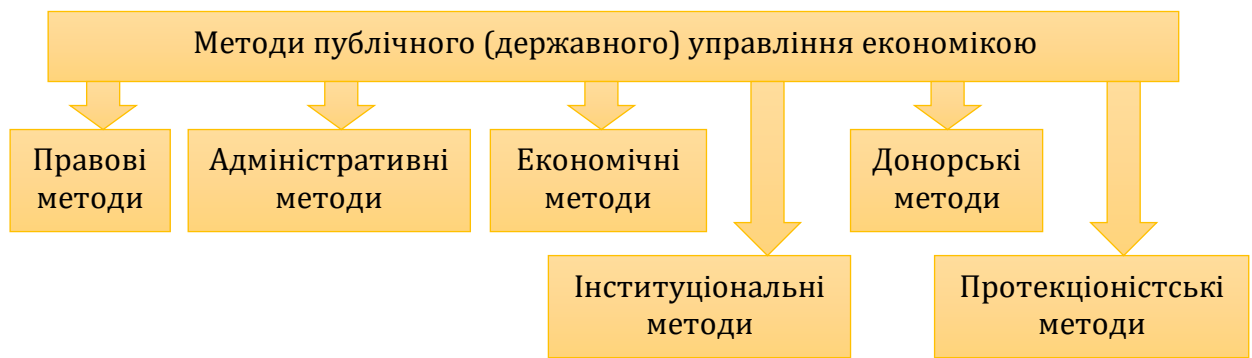 Методи публічного (державного) управління економікою
Правові
методи
Адміністративні
методи
Економічні
методи
Донорські
методи
Інституціональні
методи
Протекціоністські
методи